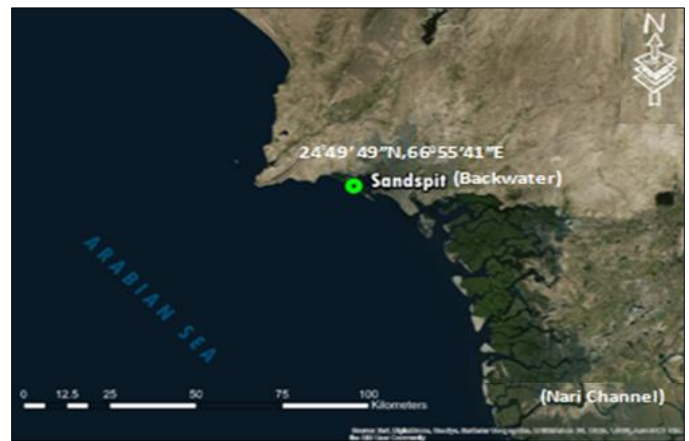 N
24°49'49"N,66°55'41"E
Sandspit (Backwater)
ARABIAN SEA
0 12.5 25 50 75 100
Kilometers
(Nari Channel)